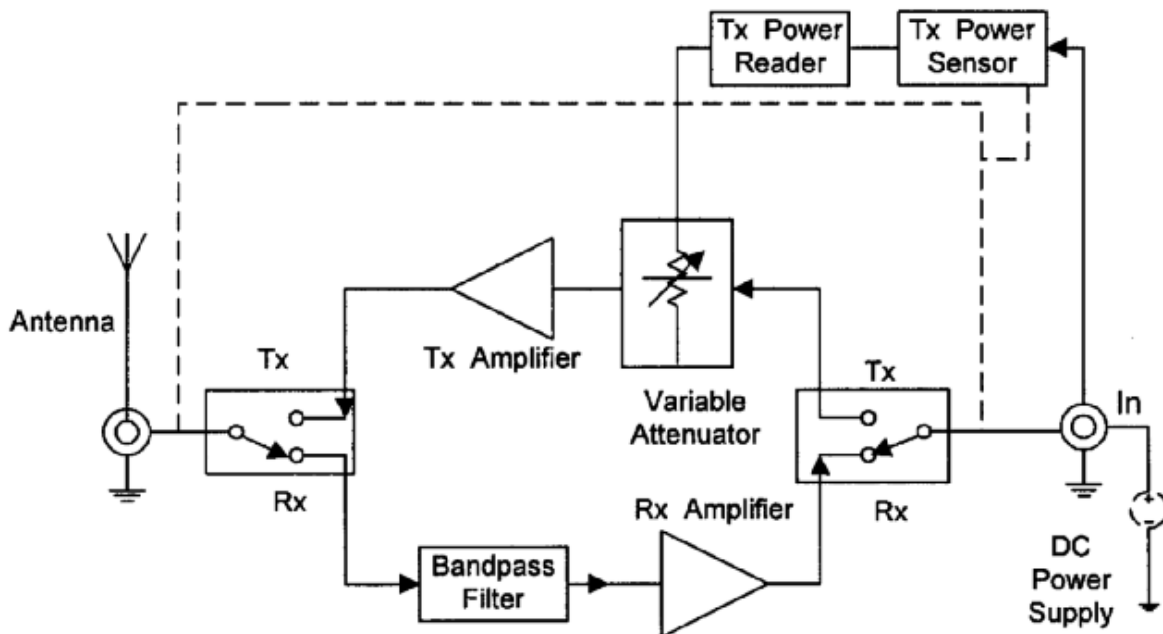 Tx Power
Reader
Tx Power
Sensor
Antenna
Tx Amplifier
Tx
Variable
Attenuator
Tx
In
Rx
Rx Amplifier
Rx
Bandpass
Filter
+
-
DC
Power
Supply